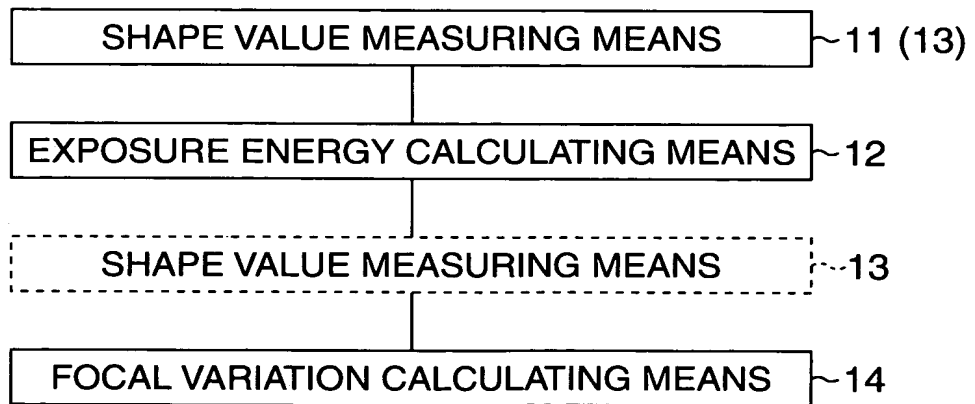 SHAPE VALUE MEASURING MEANS 11 (13)
EXPOSURE ENERGY CALCULATING MEANS 12
SHAPE VALUE MEASURING MEANS 13
FOCAL VARIATION CALCULATING MEANS 14